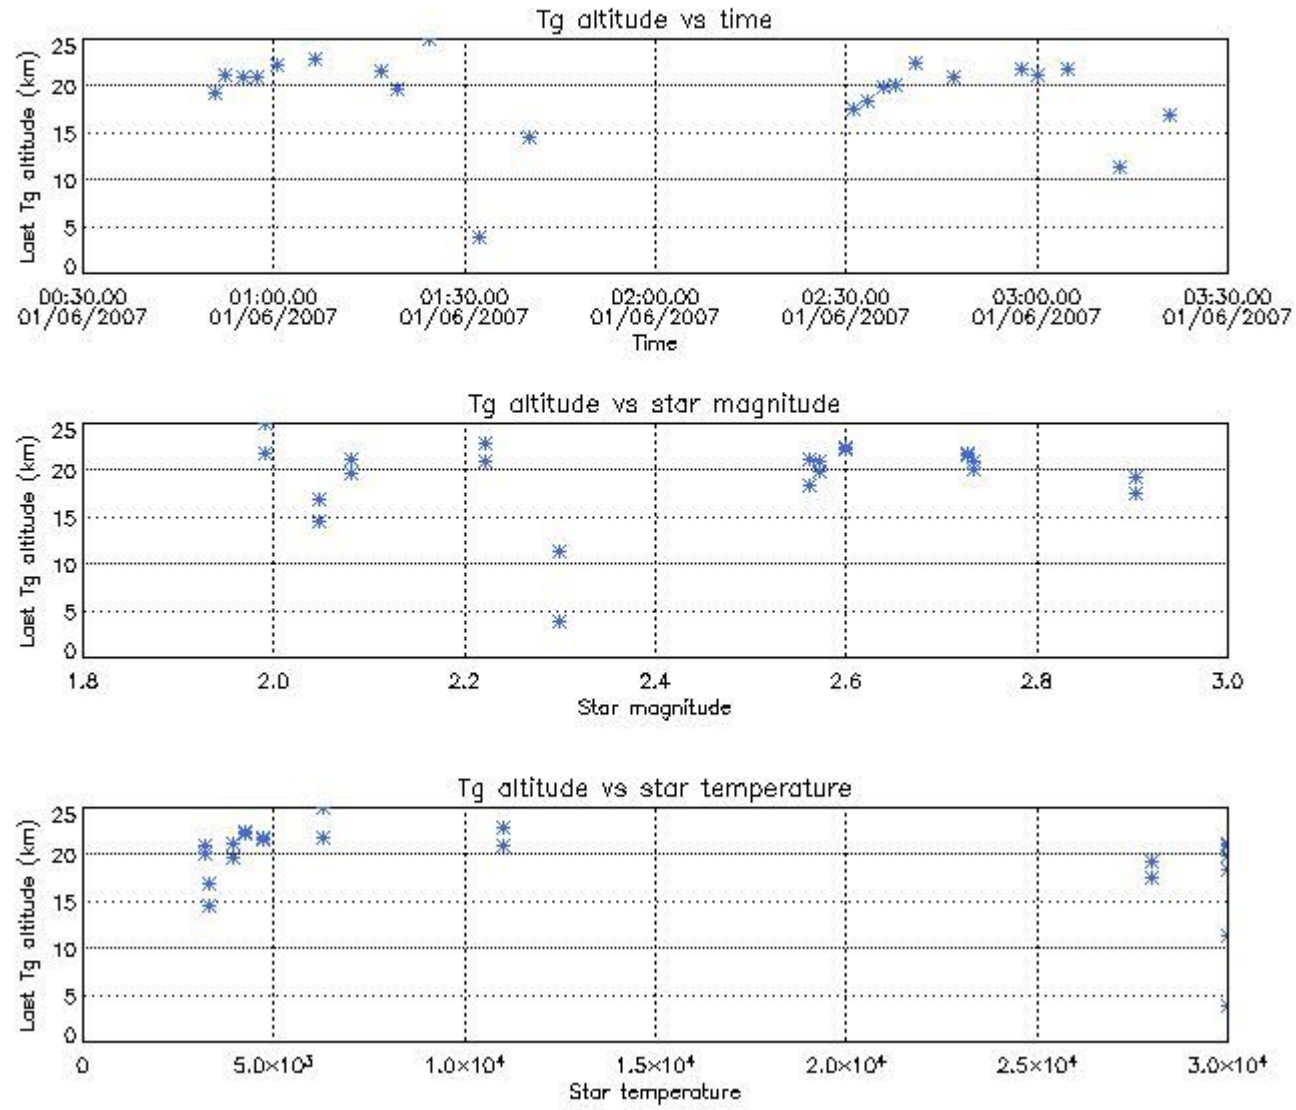 Tg altitude vs time
Last Tg altitude (km)
25
20
15
10
5
0
00:30.00 01:00.00 01:30.00 02:00.00 02:30.00 03:00.00 03:30.00
01/06/2007 01/06/2007 01/06/2007 01/06/2007 01/06/2007 01/06/2007 01/06/2007
Time
Tg altitude vs star magnitude
Last Tg altitude (km)
25
20
15
10
5
0
1.8 2.0 2.2 2.4 2.6 2.8 3.0
Star magnitude
Tg altitude vs star temperature
Last Tg altitude (km)
25
20
15
10
5
0
0 5.0×10³ 1.0×10⁴ 1.5×10⁴ 2.0×10⁴ 2.5×10⁴ 3.0×10⁴
Star temperature